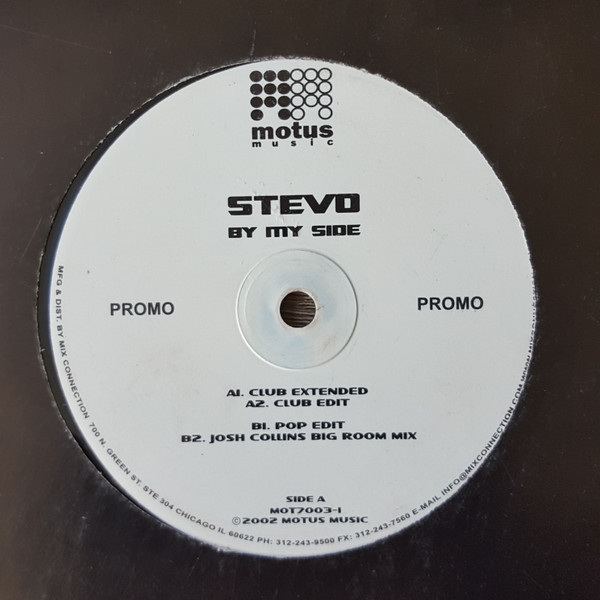 motus
music
STEVO
BY MY SIDE
PROMO
PROMO
A1. CLUB EXTENDED
A2. CLUB EDIT
B1. POP EDIT
B2. JOSH COLLINS BIG ROOM MIX
SIDE A
MOT7003-1
©2002 MOTUS MUSIC
MFG & DIST. BY MIX CONNECTION 700 N. GREEN ST. STE 304 CHICAGO IL 60622 PH: 312-243-9500 FX: 312-243-7560 E-MAIL INFO@MIXCONNECTION.COM